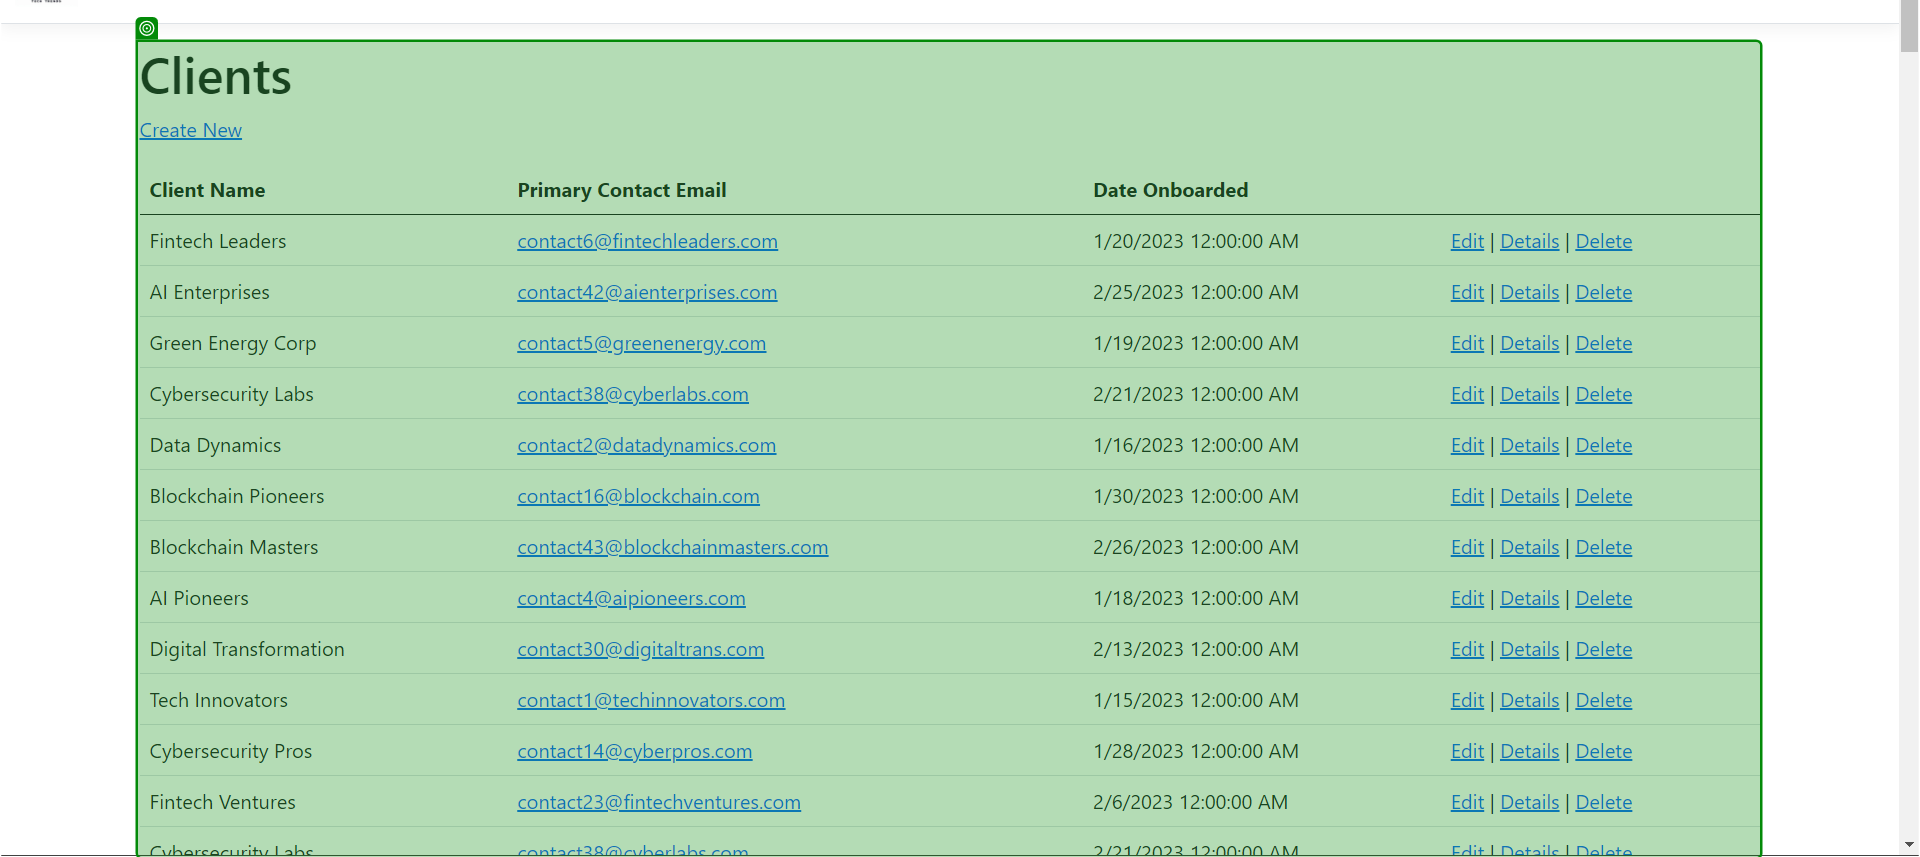 Clients
Create New
Client Name Primary Contact Email Date Onboarded
Fintech Leaders contact6@fintechleaders.com 1/20/2023 12:00:00 AM Edit | Details | Delete
AI Enterprises contact42@aienterprises.com 2/25/2023 12:00:00 AM Edit | Details | Delete
Green Energy Corp contact5@greenenergy.com 1/19/2023 12:00:00 AM Edit | Details | Delete
Cybersecurity Labs contact38@cyberlabs.com 2/21/2023 12:00:00 AM Edit | Details | Delete
Data Dynamics contact2@datadynamics.com 1/16/2023 12:00:00 AM Edit | Details | Delete
Blockchain Pioneers contact16@blockchain.com 1/30/2023 12:00:00 AM Edit | Details | Delete
Blockchain Masters contact43@blockchainmasters.com 2/26/2023 12:00:00 AM Edit | Details | Delete
AI Pioneers contact4@aipioneers.com 1/18/2023 12:00:00 AM Edit | Details | Delete
Digital Transformation contact30@digitaltrans.com 2/13/2023 12:00:00 AM Edit | Details | Delete
Tech Innovators contact1@techinnovators.com 1/15/2023 12:00:00 AM Edit | Details | Delete
Cybersecurity Pros contact14@cyberpros.com 1/28/2023 12:00:00 AM Edit | Details | Delete
Fintech Ventures contact23@fintechventures.com 2/6/2023 12:00:00 AM Edit | Details | Delete
Cybersecurity Labs contact38@cyberlabs.com 2/21/2023 12:00:00 AM Edit | Details | Delete